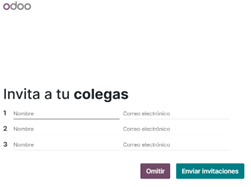 odoo
Invita a tu colegas
1 Nombre Correo electrónico
2 Nombre Correo electrónico
3 Nombre Correo electrónico
Omitir Enviar invitaciones